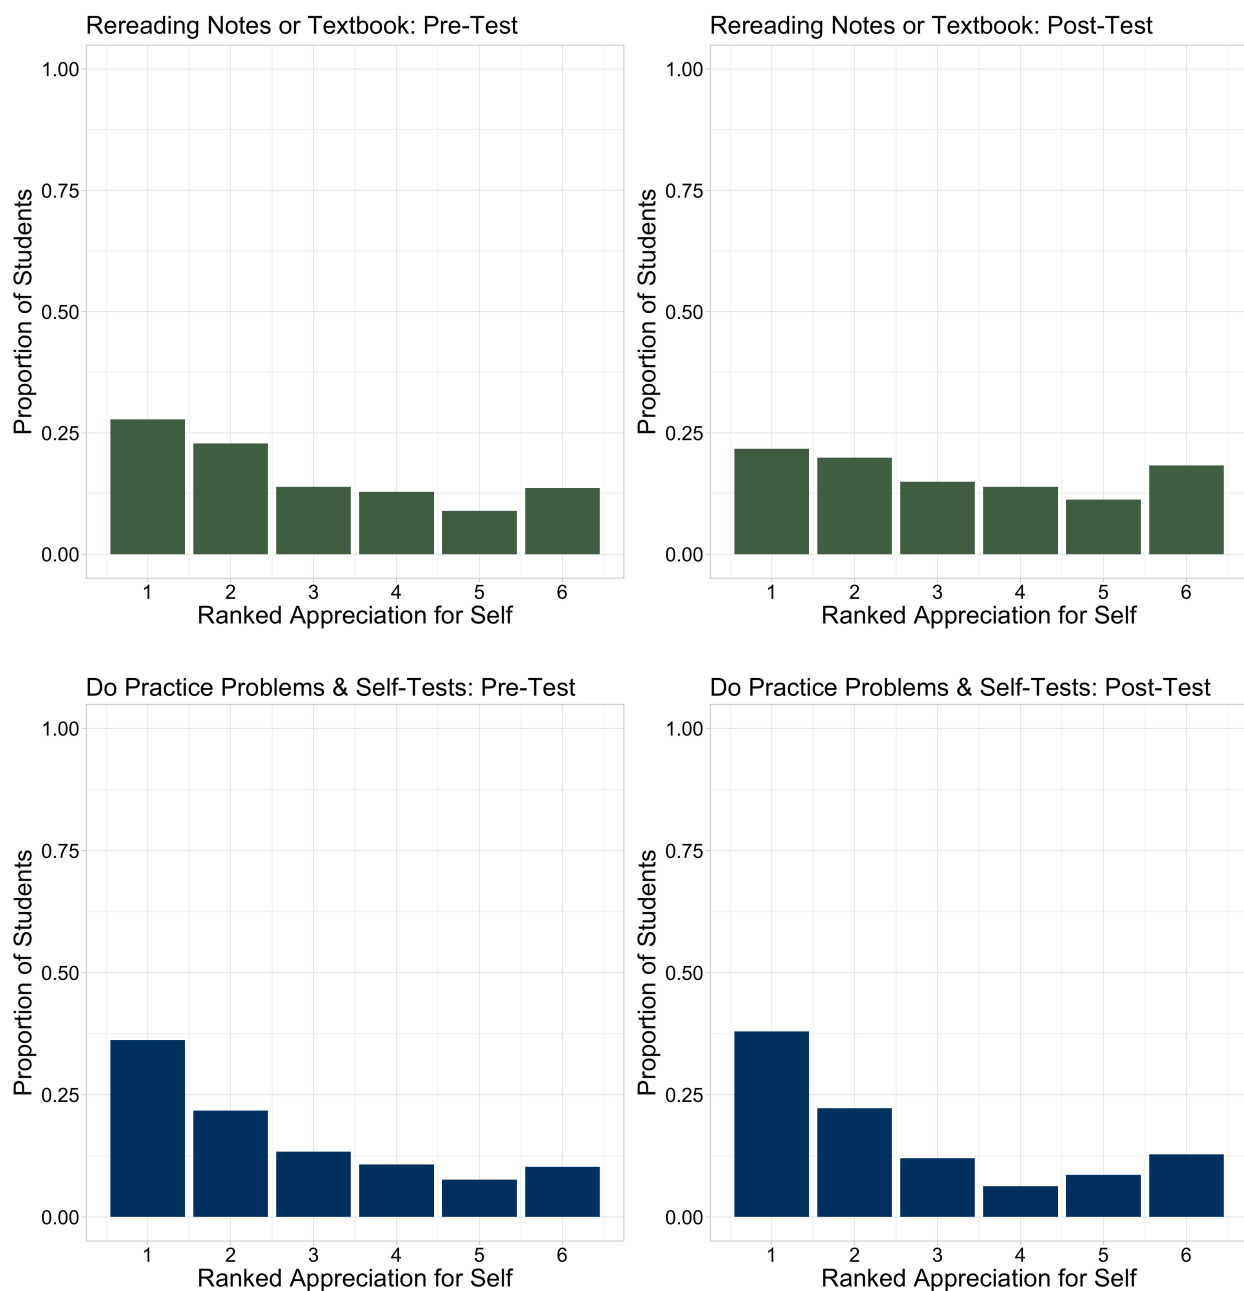 Rereading Notes or Textbook: Pre-Test
1.00
0.75
0.50
0.25
0.00
Proportion of Students
1 2 3 4 5 6
Ranked Appreciation for Self
Rereading Notes or Textbook: Post-Test
1.00
0.75
0.50
0.25
0.00
Proportion of Students
1 2 3 4 5 6
Ranked Appreciation for Self
Do Practice Problems & Self-Tests: Pre-Test
1.00
0.75
0.50
0.25
0.00
Proportion of Students
1 2 3 4 5 6
Ranked Appreciation for Self
Do Practice Problems & Self-Tests: Post-Test
1.00
0.75
0.50
0.25
0.00
Proportion of Students
1 2 3 4 5 6
Ranked Appreciation for Self